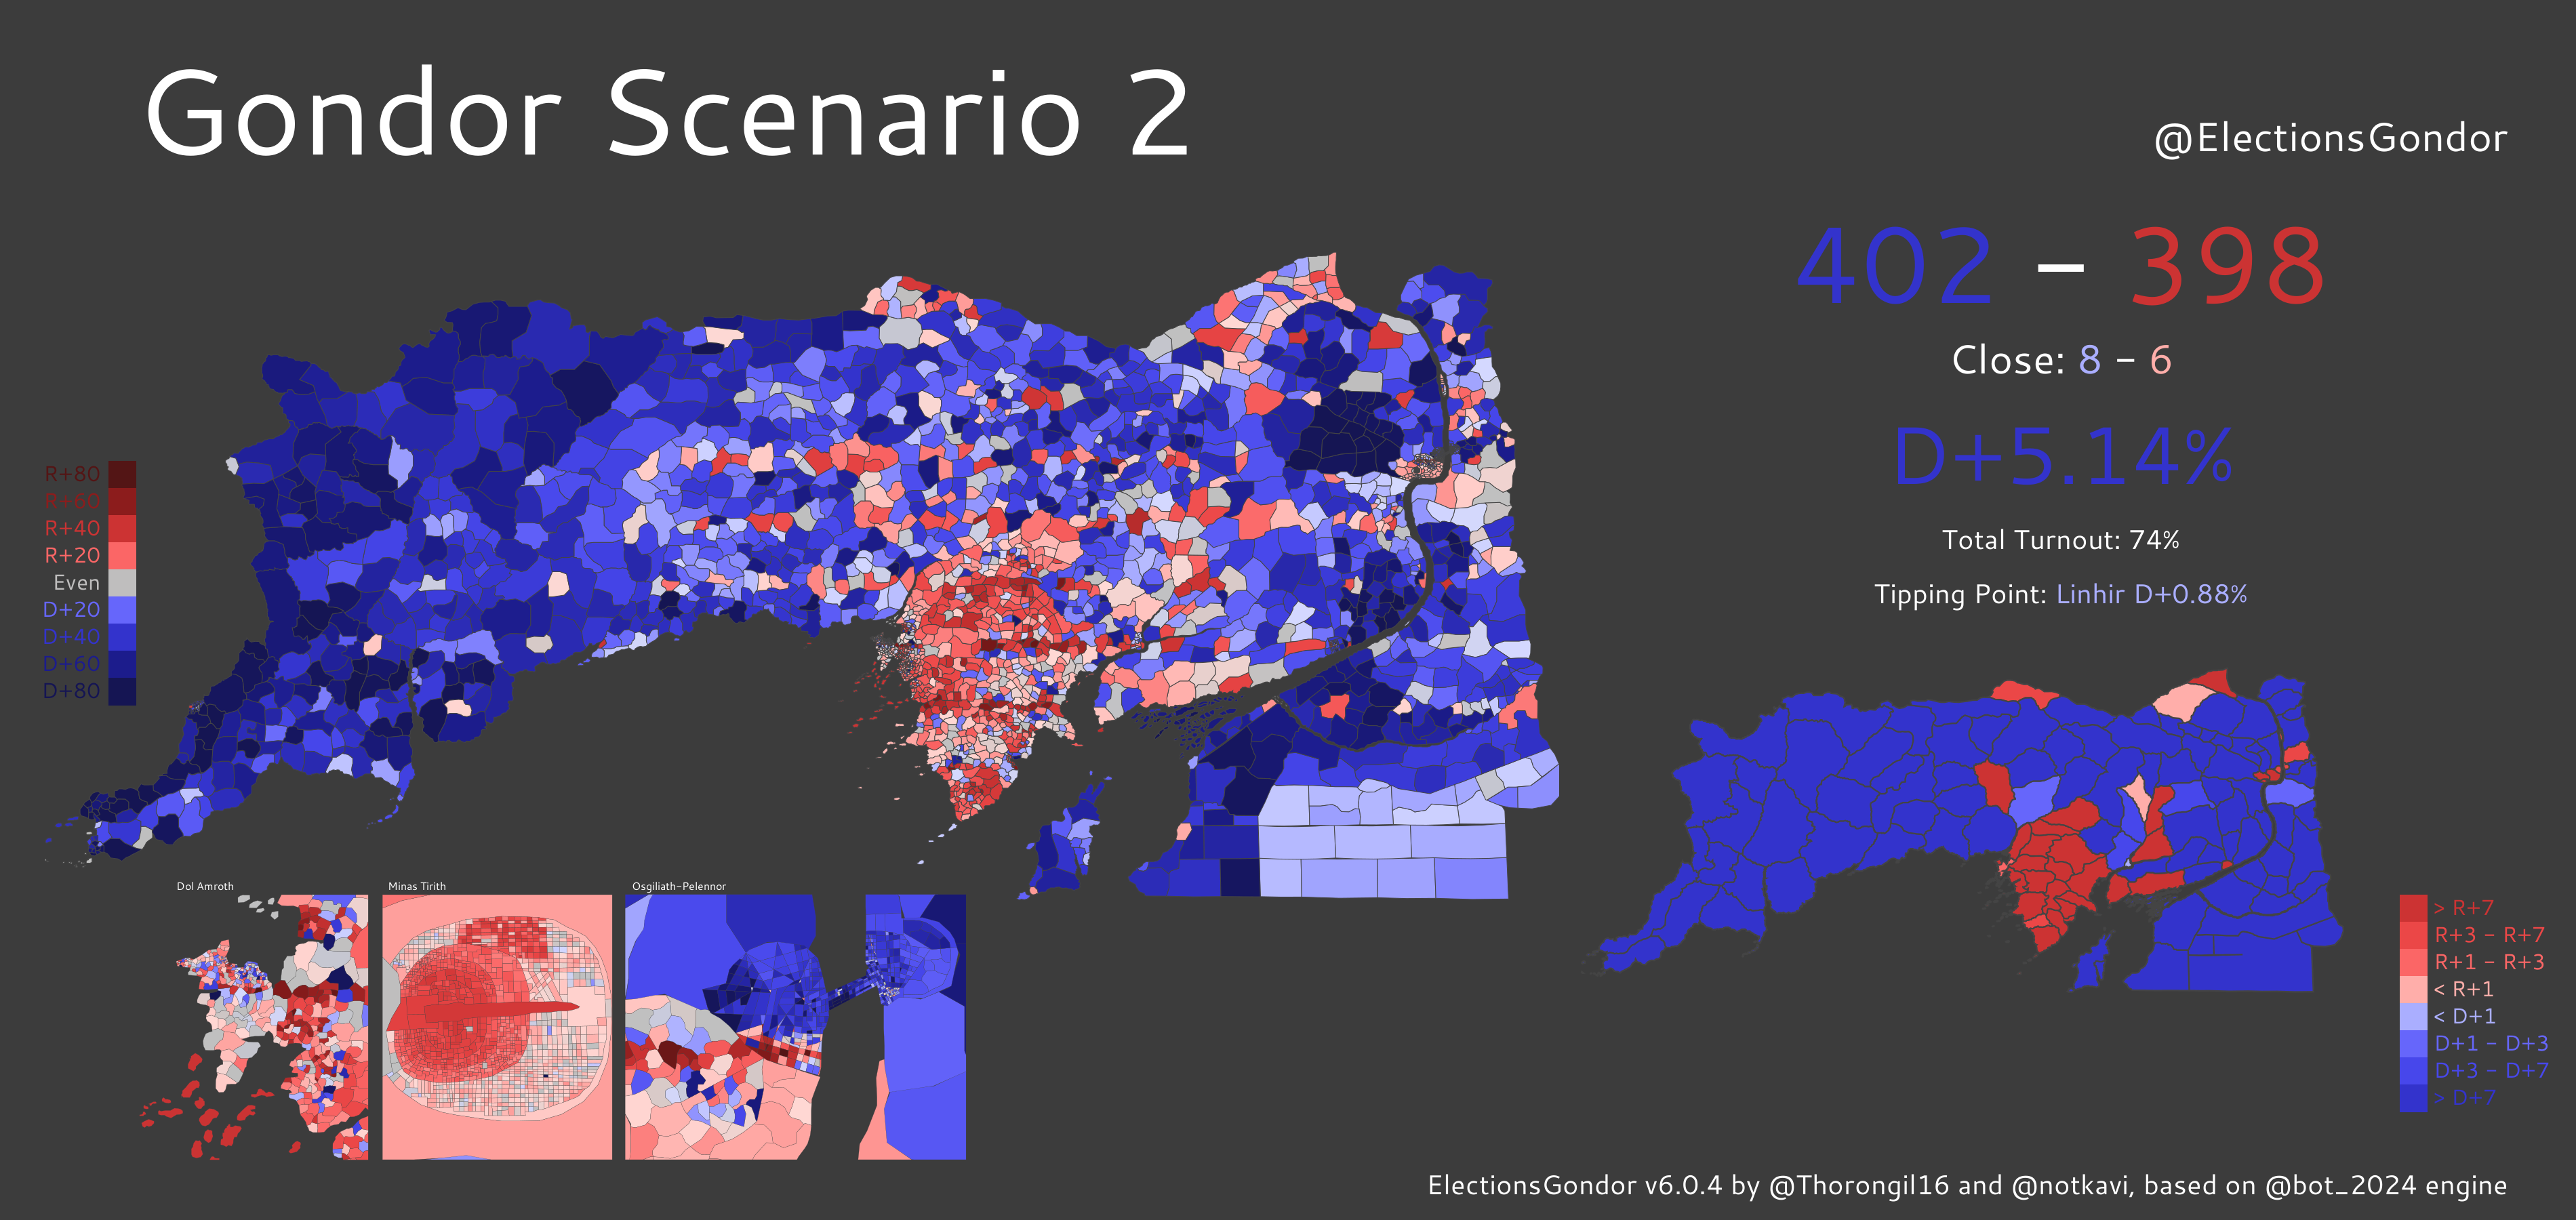 Gondor Scenario 2
@ElectionsGondor
402 – 398
Close: 8 - 6
D+5.14%
Total Turnout: 74%
Tipping Point: Linhir D+0.88%
R+80
R+60
R+40
R+20
Even
D+20
D+40
D+60
D+80
Dol Amroth
Minas Tirith
Osgiliath-Pelennor
> R+7
R+3 - R+7
R+1 - R+3
< R+1
< D+1
D+1 - D+3
D+3 - D+7
> D+7
ElectionsGondor v6.0.4 by @Thorongil16 and @notkavi, based on @bot_2024 engine